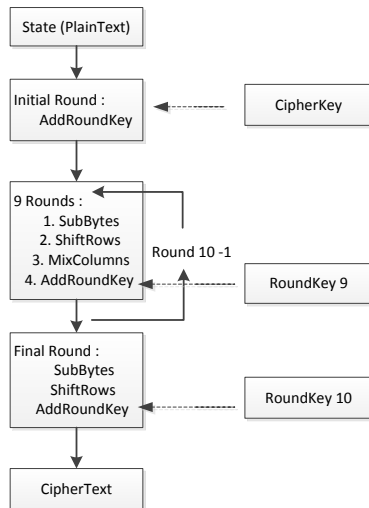 State (PlainText)
Initial Round :
AddRoundKey
CipherKey
9 Rounds :
1. SubBytes
2. ShiftRows
3. MixColumns
4. AddRoundKey
Round 10 -1
RoundKey 9
Final Round :
SubBytes
ShiftRows
AddRoundKey
RoundKey 10
CipherText